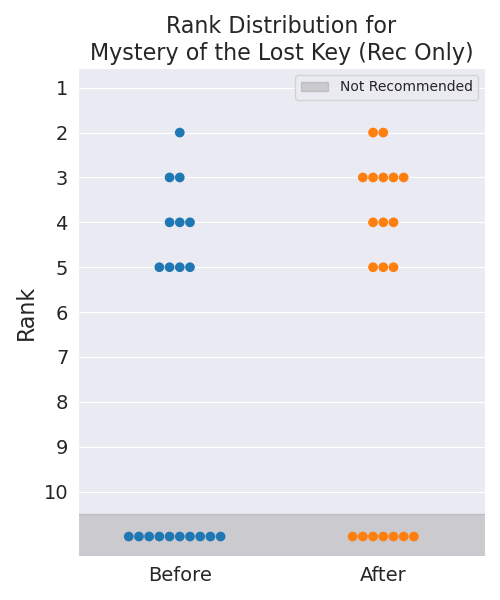 Rank Distribution for
Mystery of the Lost Key (Rec Only)
Not Recommended
Rank
1
2
3
4
5
6
7
8
9
10
Before
After